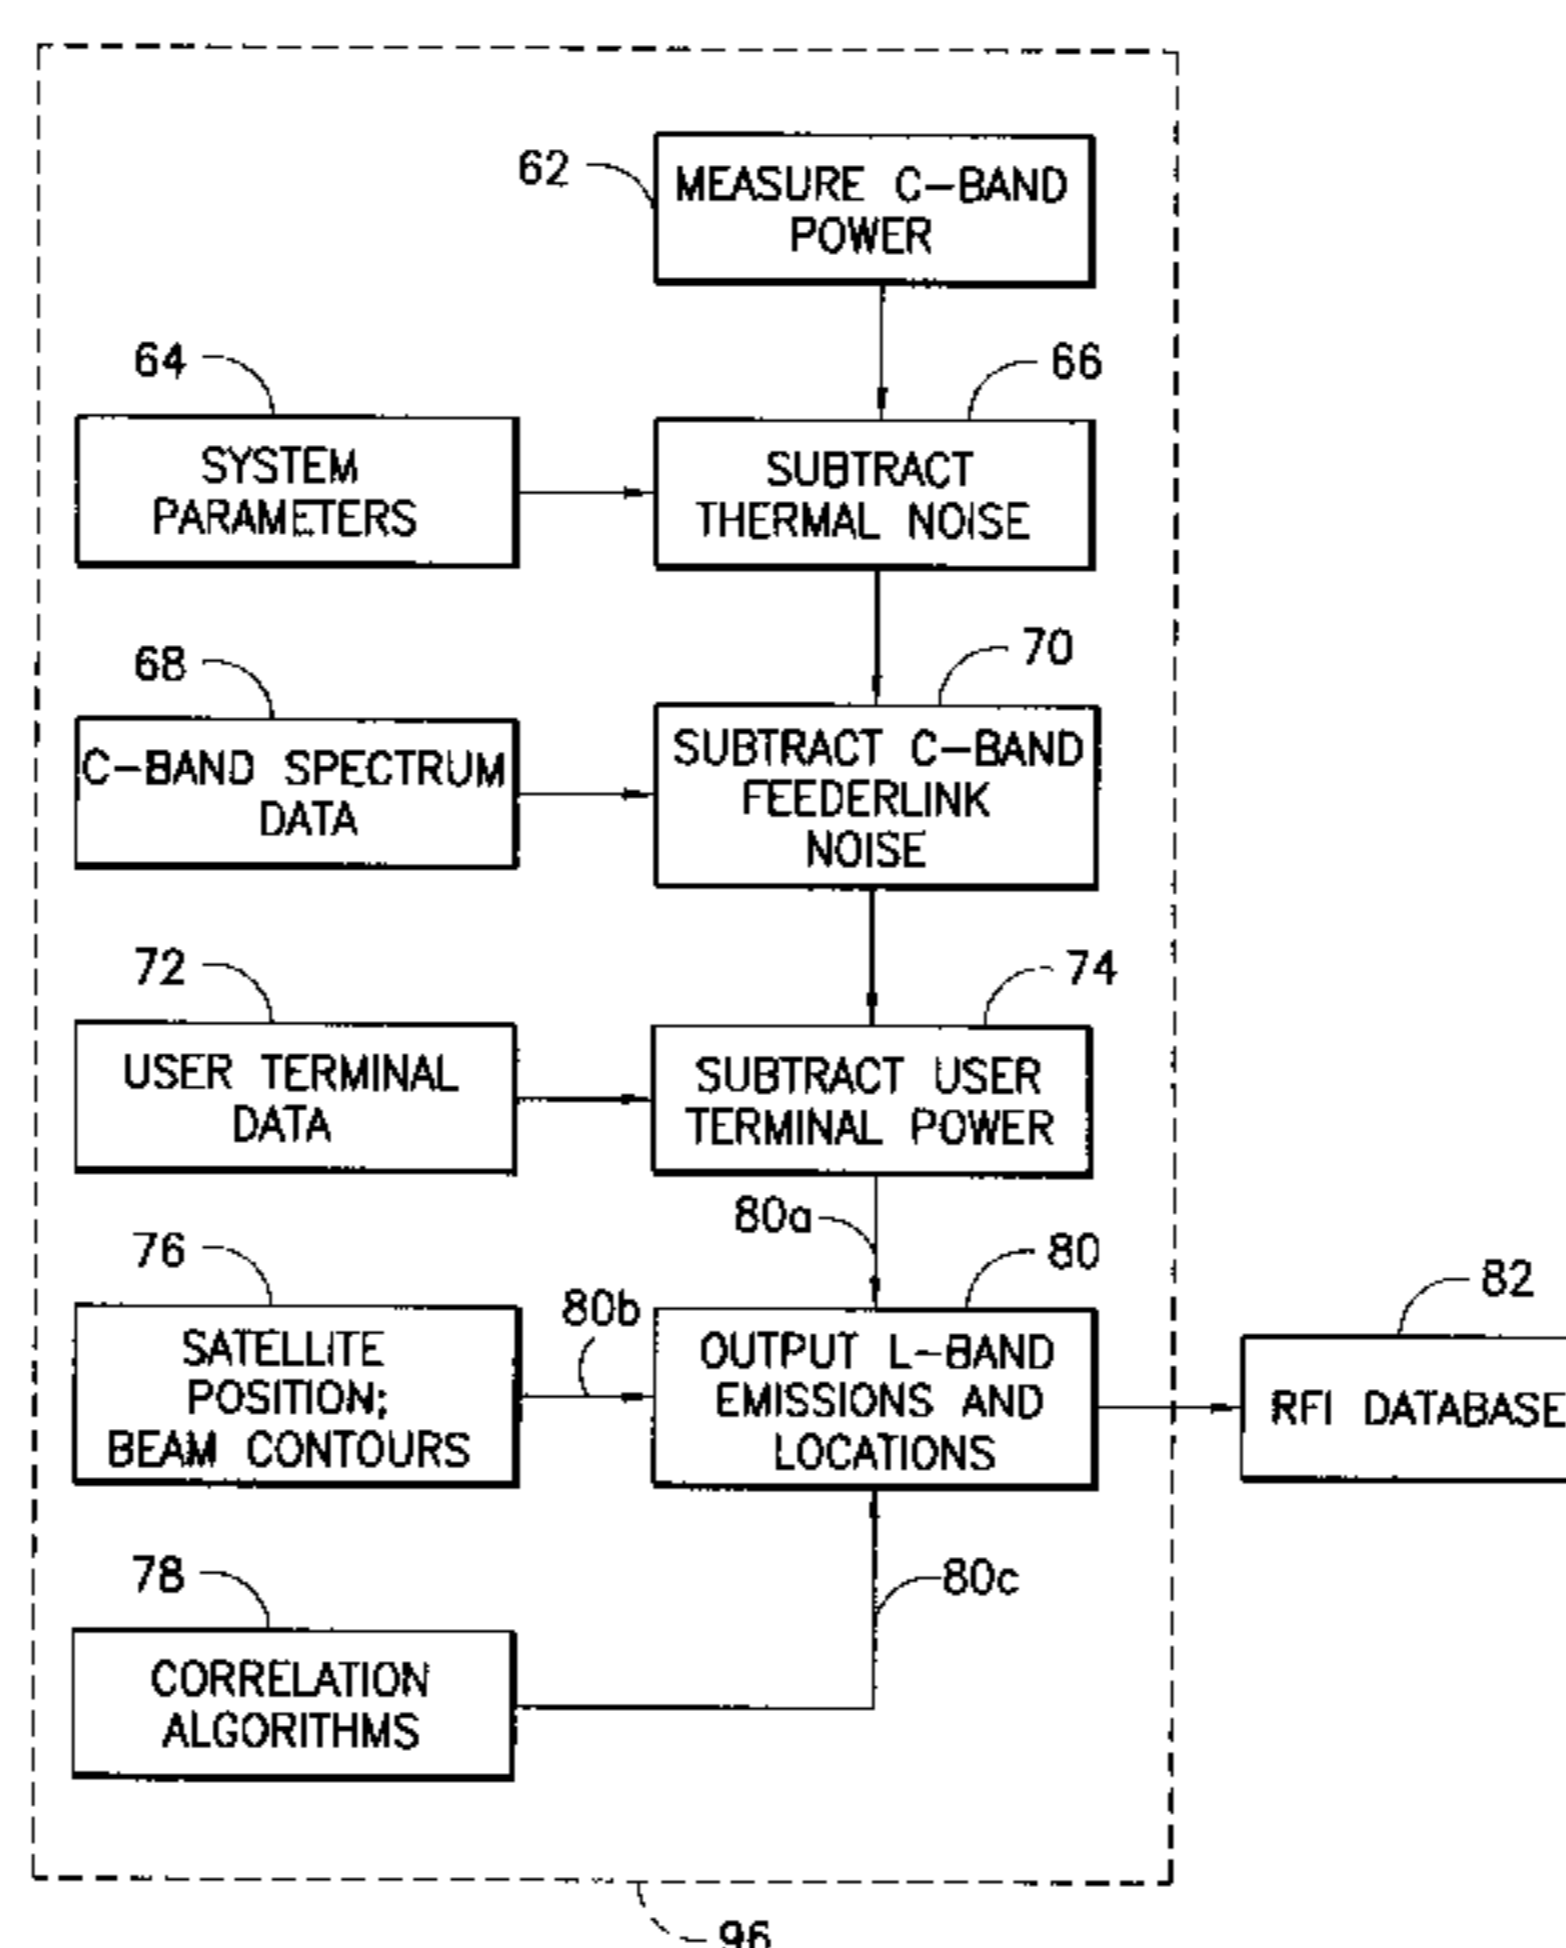 62
MEASURE C-BAND
POWER
64
66
SYSTEM
PARAMETERS
SUBTRACT
THERMAL NOISE
68
70
C-BAND SPECTRUM
DATA
SUBTRACT C-BAND
FEEDERLINK
NOISE
72
74
USER TERMINAL
DATA
SUBTRACT USER
TERMINAL POWER
80a
76
80
80b
82
SATELLITE
POSITION;
BEAM CONTOURS
OUTPUT L-BAND
EMISSIONS AND
LOCATIONS
RFI DATABASE
78
80c
CORRELATION
ALGORITHMS
96